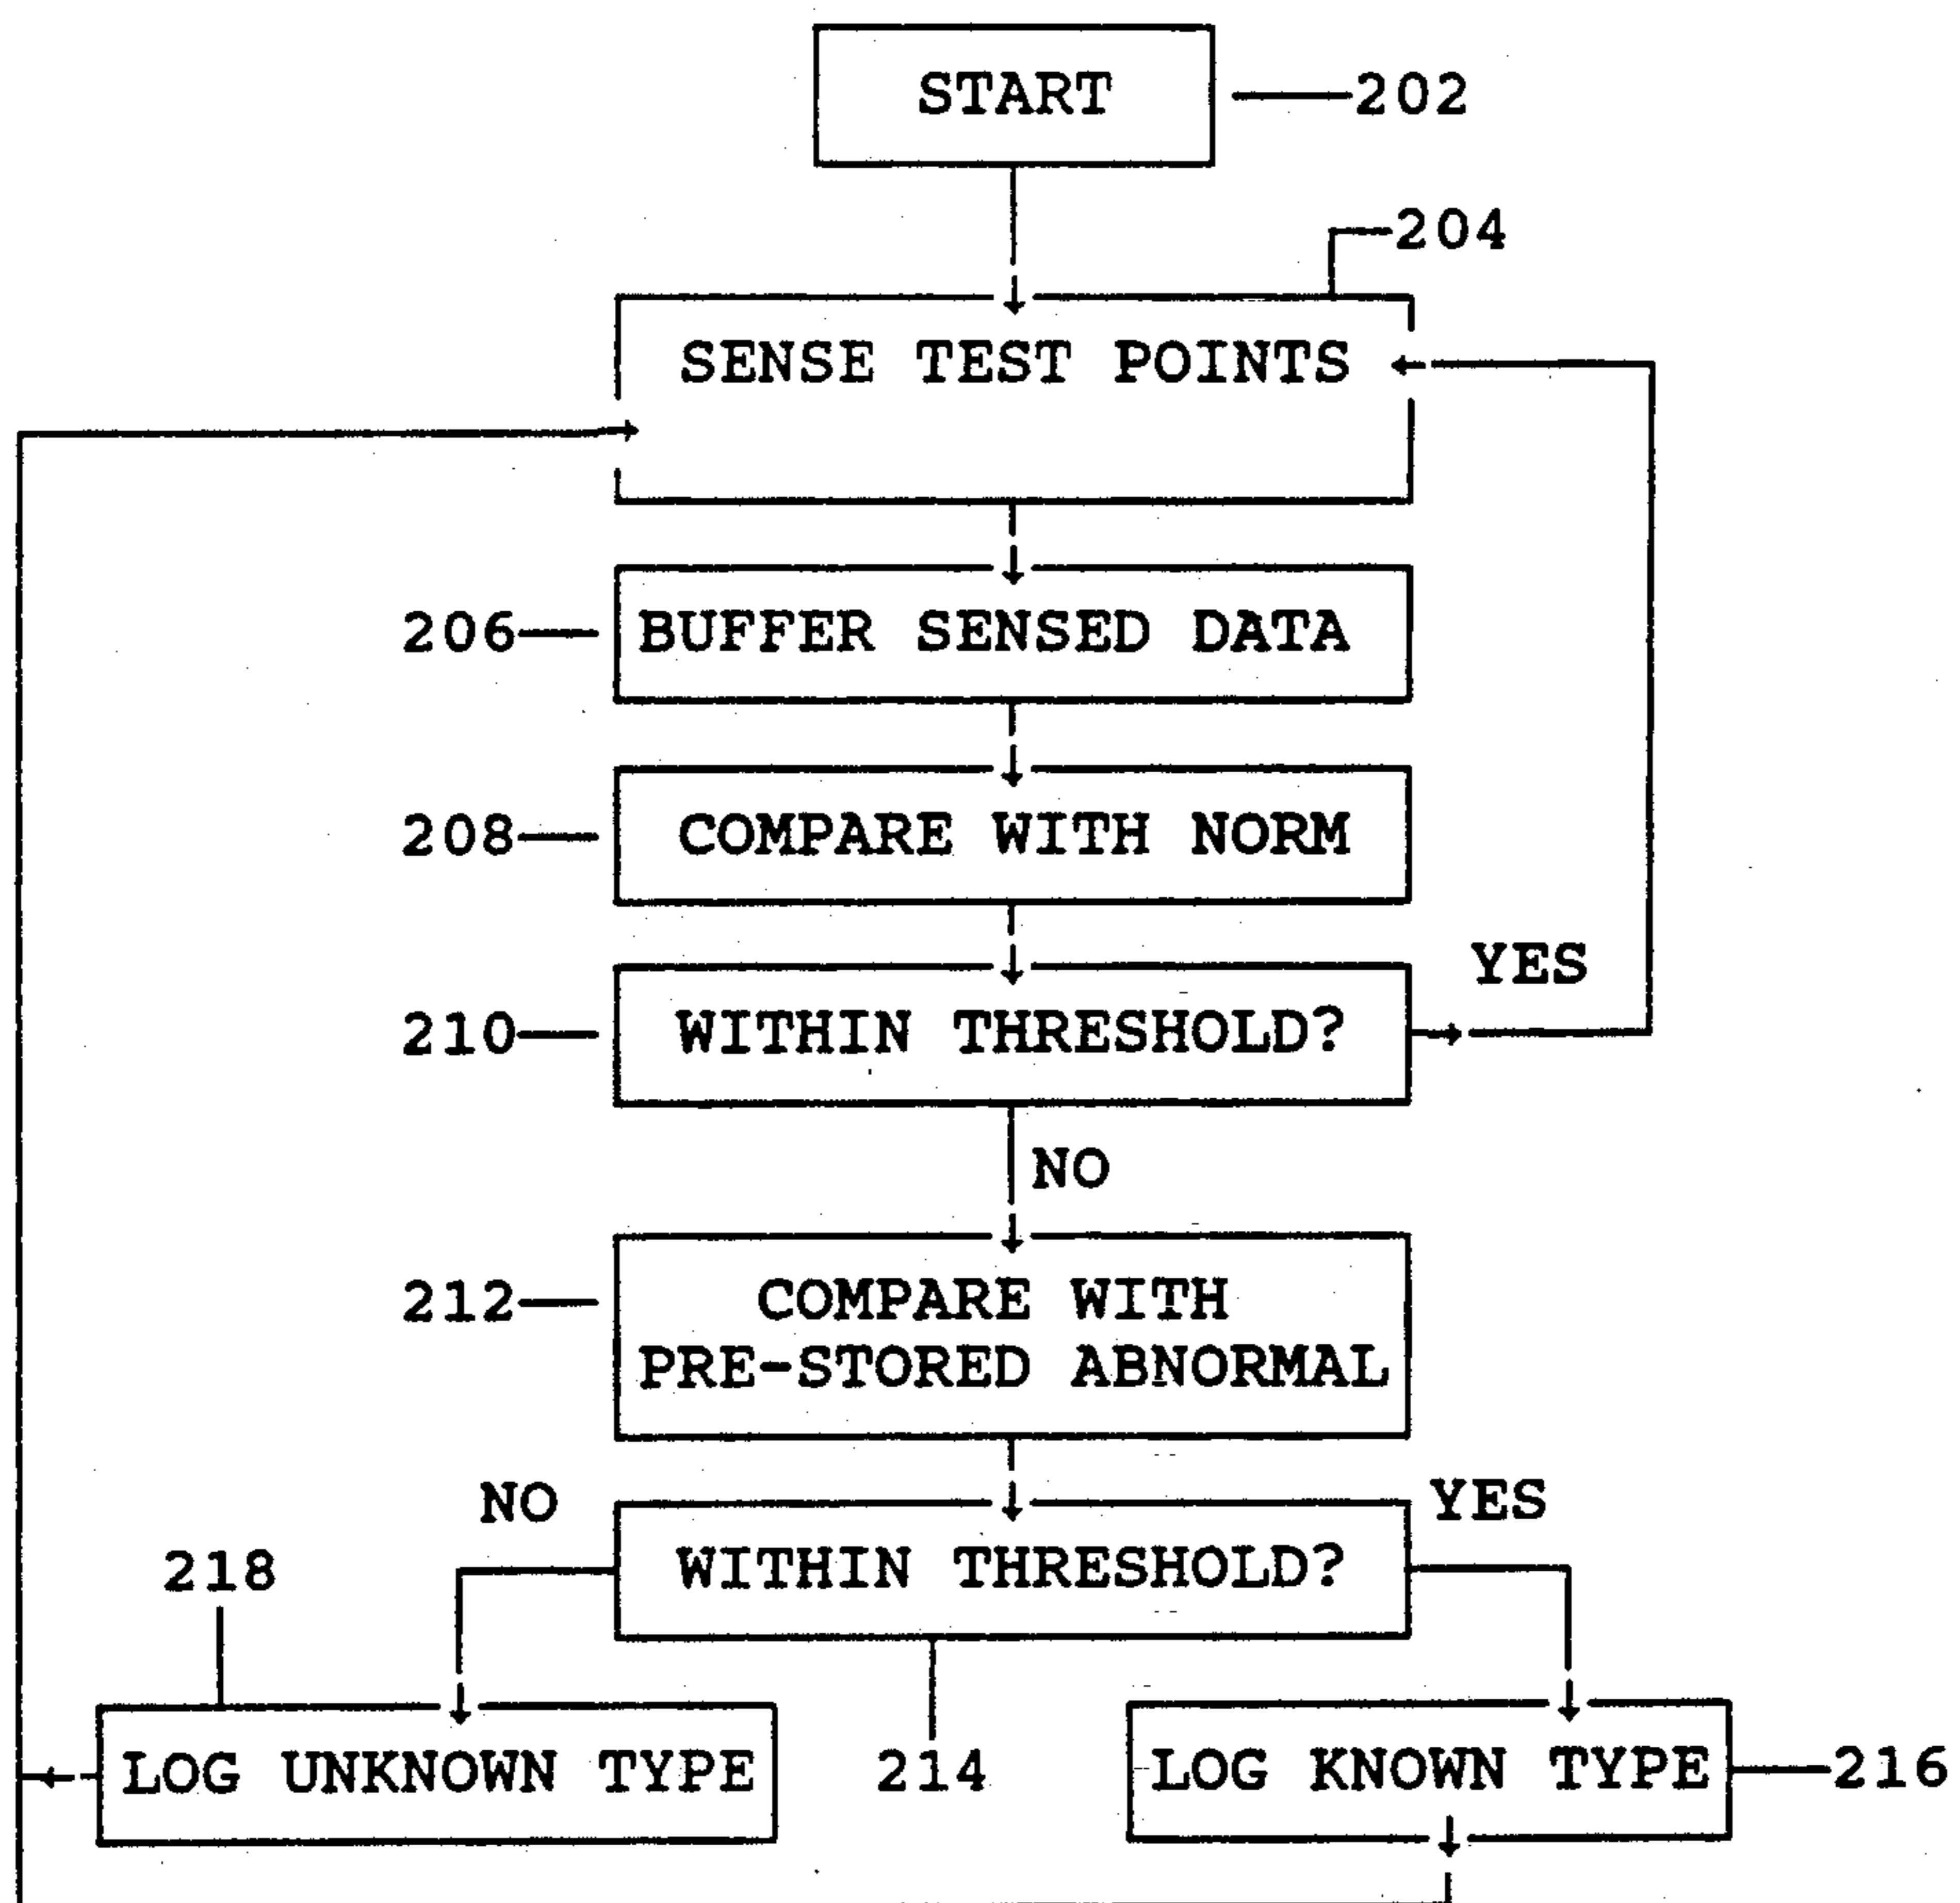 START
202
204
SENSE TEST POINTS
206
BUFFER SENSED DATA
208
COMPARE WITH NORM
YES
210
WITHIN THRESHOLD?
NO
212
COMPARE WITH
PRE-STORED ABNORMAL
NO
YES
218
WITHIN THRESHOLD?
LOG UNKNOWN TYPE
214
LOG KNOWN TYPE
216